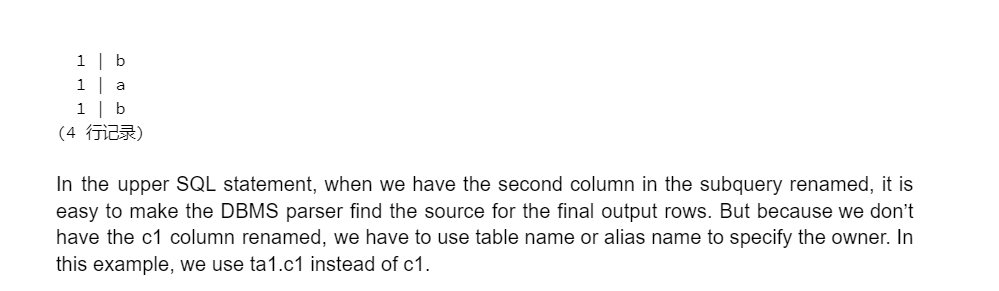 1 | b
1 | a
1 | b
(4 行记录)
In the upper SQL statement, when we have the second column in the subquery renamed, it is
easy to make the DBMS parser find the source for the final output rows. But because we don’t
have the c1 column renamed, we have to use table name or alias name to specify the owner. In
this example, we use ta1.c1 instead of c1.